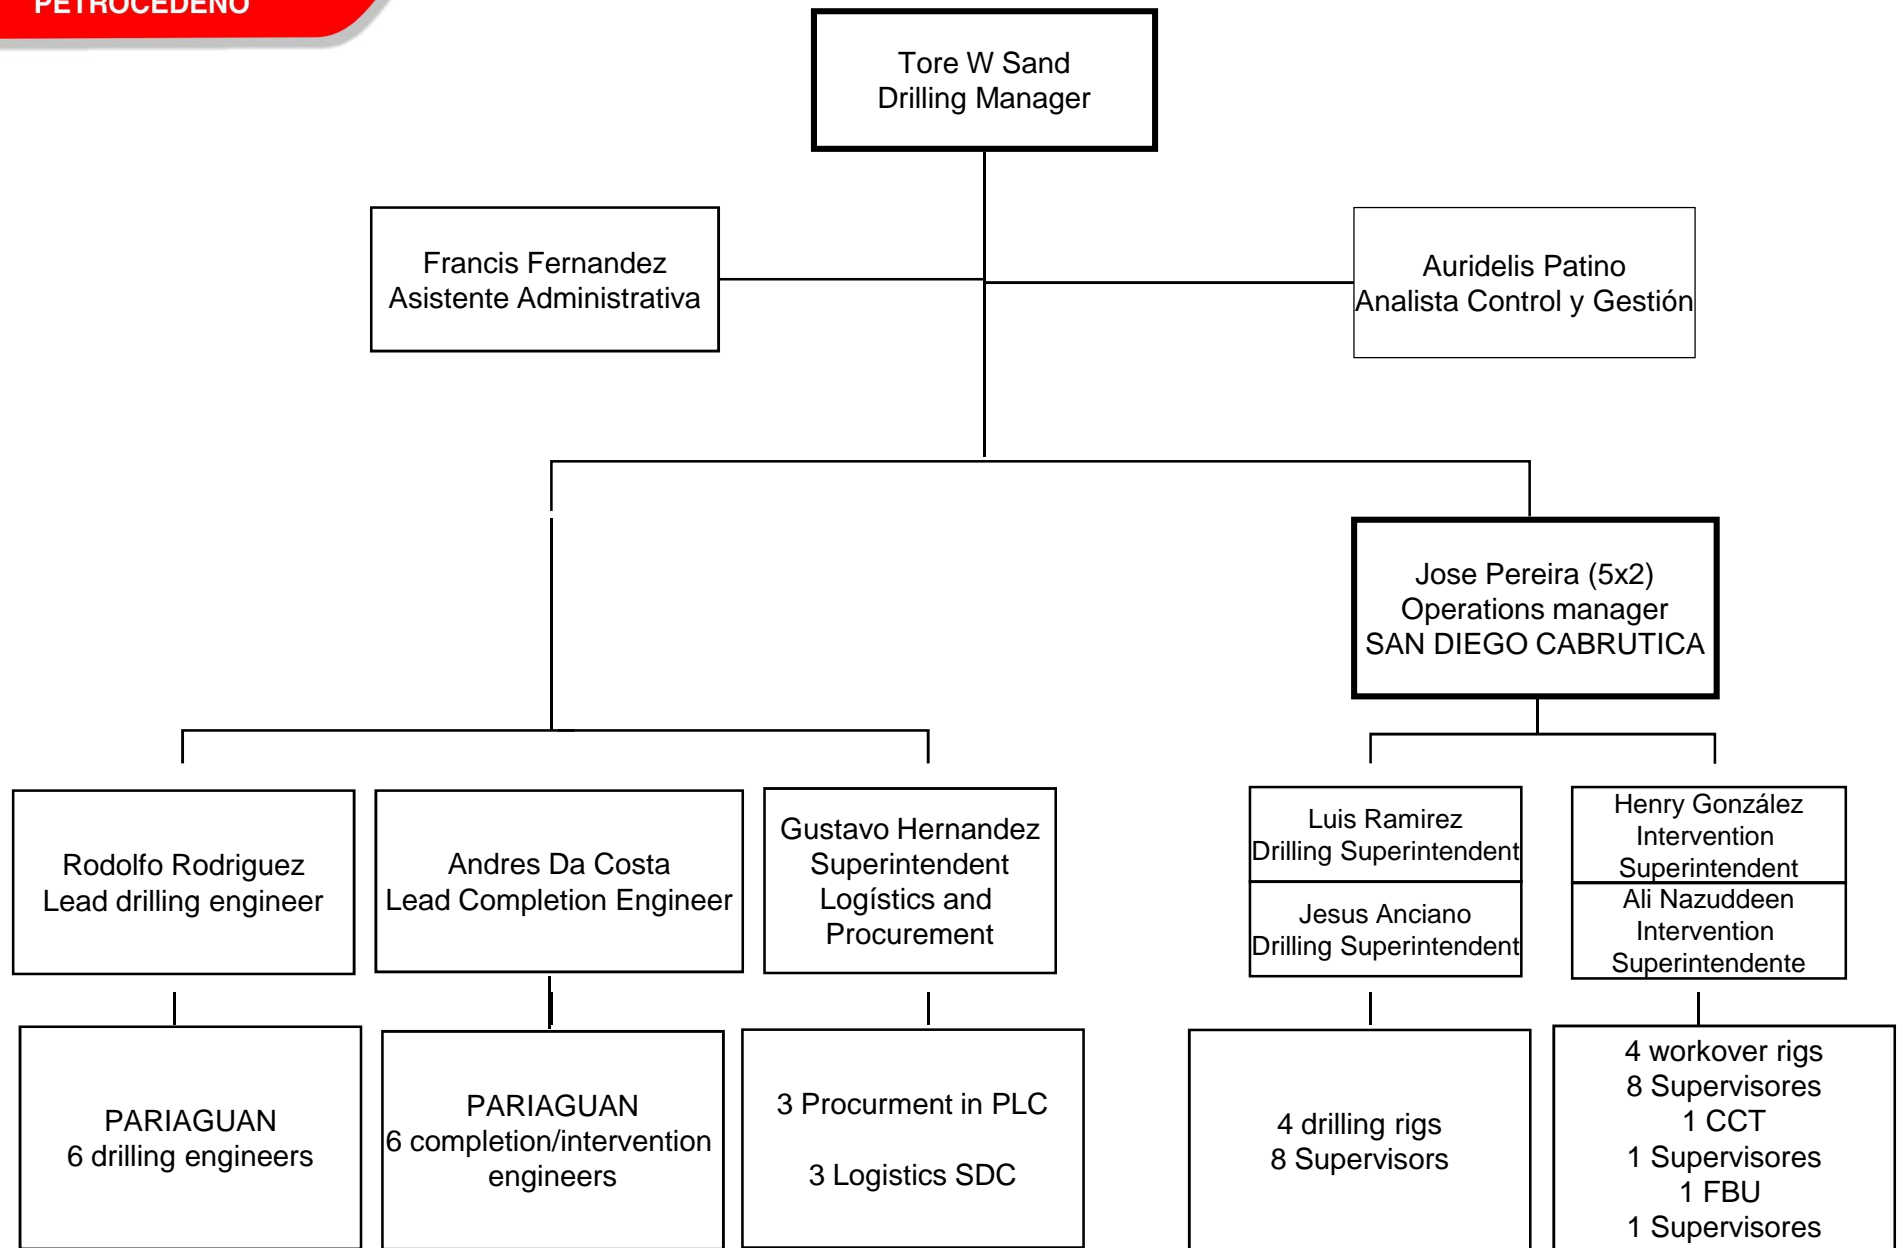 PETROCEDEÑO
Tore W Sand
Drilling Manager
Francis Fernandez
Asistente Administrativa
Auridelis Patino
Analista Control y Gestión
Jose Pereira (5x2)
Operations manager
SAN DIEGO CABRUTICA
Rodolfo Rodriguez
Lead drilling engineer
Andres Da Costa
Lead Completion Engineer
Gustavo Hernandez
Superintendent
Logístics and
Procurement
Luis Ramirez
Drilling Superintendent
Jesus Anciano
Drilling Superintendent
Henry González
Intervention
Superintendent
Ali Nazuddeen
Intervention
Superintendente
PARIAGUAN
6 drilling engineers
PARIAGUAN
6 completion/intervention
engineers
3 Procurment in PLC
3 Logistics SDC
4 drilling rigs
8 Supervisors
4 workover rigs
8 Supervisores
1 CCT
1 Supervisores
1 FBU
1 Supervisores